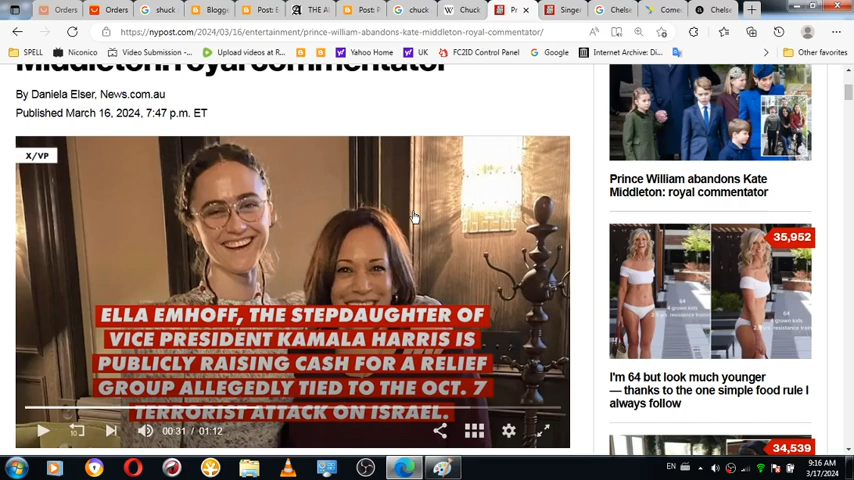 Orders
Orders
shuck
Blogg
Post: E
THE A
Post: F
chuck
Chuck
Pr
Singer
Chels
Come
Chels
https://nypost.com/2024/03/16/entertainment/prince-william-abandons-kate-middleton-royal-commentator/
SPELL
Niconico
Video Submission -...
Upload videos at R...
Blogger
Yahoo Home
UK
FC2ID Control Panel
Google
Internet Archive: Di...
Other favorites
Middleton: royal commentator
By Daniela Elser, News.com.au
Published March 16, 2024, 7:47 p.m. ET
X/VP
ELLA EMHOFF, THE STEPDAUGHTER OF
VICE PRESIDENT KAMALA HARRIS IS
PUBLICLY RAISING CASH FOR A RELIEF
GROUP ALLEGEDLY TIED TO THE OCT. 7
TERRORIST ATTACK ON ISRAEL.
00:31 / 01:12
Prince William abandons Kate
Middleton: royal commentator
35,952
I'm 64 but look much younger
— thanks to the one simple food rule I
always follow
34,539
EN
9:16 AM
3/17/2024